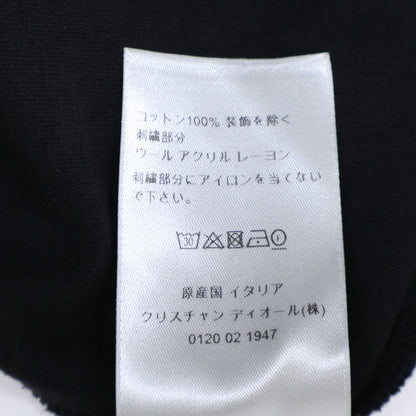 コットン100% 装飾を除く
刺繍部分
ウール アクリル レーヨン
刺繍部分にアイロンを当てない
で下さい
30
原産国 イタリア
クリスチャン ディオール(株)
0120 02 1947